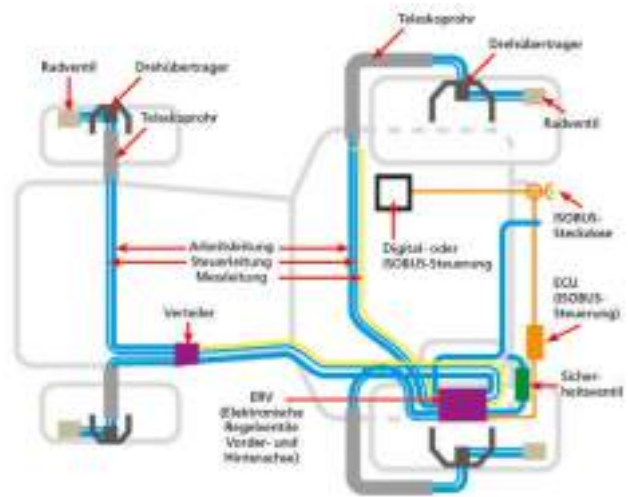 Teleskoprohr
Drehübertrager
Radventil
Drehübertrager
Teleskoprohr
Radventil
Arbeitsleitung
Steuerleitung
Messleitung
Digital- oder
ISOBUS-Steuerung
ISOBUS-
Steckdose
ECU
(ISOBUS-
Steuerung)
Verteiler
Sicher-
heitsventil
ERV
(Elektronische
Regelventile
Vorder- und
Hinterachse)